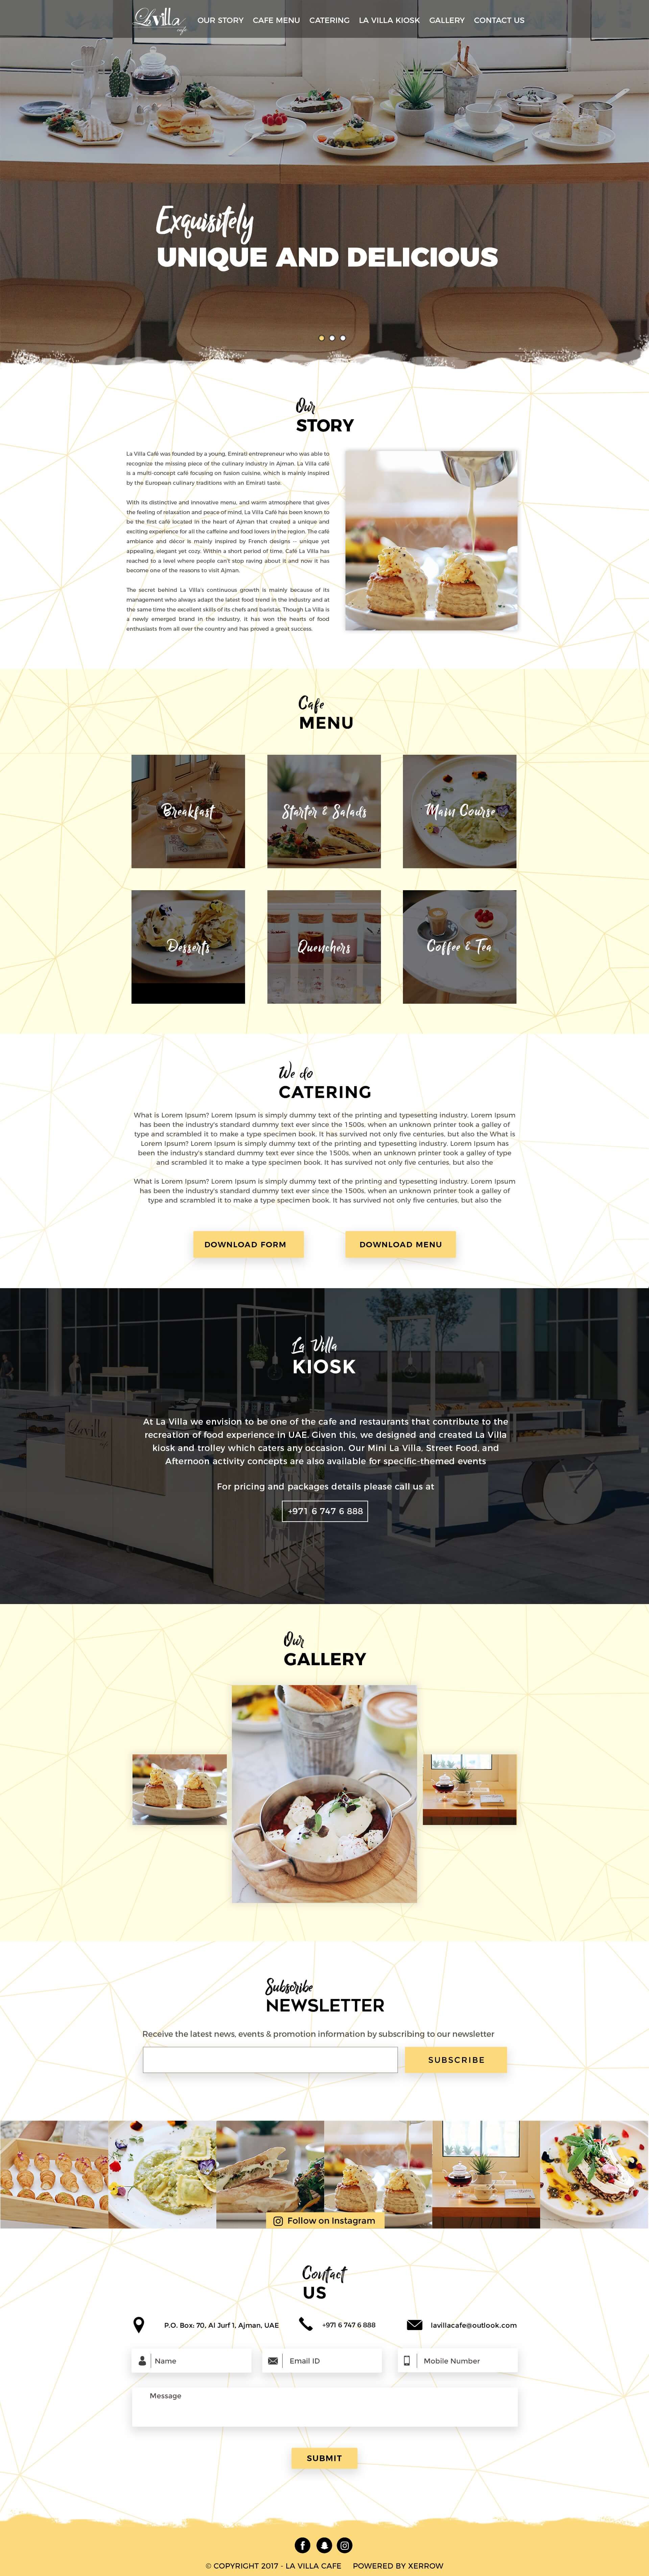 La villa
cafe
OUR STORY CAFE MENU CATERING LA VILLA KIOSK GALLERY CONTACT US
Exquisitely
UNIQUE AND DELICIOUS
Our
STORY
La Villa Café was founded by a young, Emirati entrepreneur who was able to
recognize the missing piece of the culinary industry in Ajman. La Villa café
is a multi-concept café focusing on fusion cuisine, which is mainly inspired
by the European culinary traditions with an Emirati taste.
With its distinctive and innovative menu, and warm atmosphere that gives
the feeling of relaxation and peace of mind, La Villa Café has been known to
be the first café located in the heart of Ajman that created a unique and
exciting experience for all the caffeine and food lovers in the region. The café
ambiance and décor is mainly inspired by French designs -- unique yet
appealing, elegant yet cozy. Within a short period of time, Café La Villa has
reached to a level where people can't stop raving about it and now it has
become one of the reasons to visit Ajman.
The secret behind La Villa's continuous growth is mainly because of its
management who always adapt the latest food trend in the industry and at
the same time the excellent skills of its chefs and baristas. Though La Villa is
a newly emerged brand in the industry, it has won the hearts of food
enthusiasts from all over the country and has proved a great success.
Cafe
MENU
Breakfast
Starter & Salads
Main Course
Desserts
Quenchers
Coffee & Tea
We do
CATERING
What is Lorem Ipsum? Lorem Ipsum is simply dummy text of the printing and typesetting industry. Lorem Ipsum
has been the industry's standard dummy text ever since the 1500s, when an unknown printer took a galley of
type and scrambled it to make a type specimen book. It has survived not only five centuries, but also the What is
Lorem Ipsum? Lorem Ipsum is simply dummy text of the printing and typesetting industry. Lorem Ipsum has
been the industry's standard dummy text ever since the 1500s, when an unknown printer took a galley of type
and scrambled it to make a type specimen book. It has survived not only five centuries, but also the
What is Lorem Ipsum? Lorem Ipsum is simply dummy text of the printing and typesetting industry. Lorem Ipsum
has been the industry's standard dummy text ever since the 1500s, when an unknown printer took a galley of
type and scrambled it to make a type specimen book. It has survived not only five centuries, but also the
DOWNLOAD FORM
DOWNLOAD MENU
La Villa
KIOSK
At La Villa we envision to be one of the cafe and restaurants that contribute to the
recreation of food experience in UAE. Given this, we designed and created La Villa
kiosk and trolley which caters any occasion. Our Mini La Villa, Street Food, and
Afternoon activity concepts are also available for specific-themed events
For pricing and packages details please call us at
+971 6 747 6 888
Our
GALLERY
Subscribe
NEWSLETTER
Receive the latest news, events & promotion information by subscribing to our newsletter
SUBSCRIBE
Follow on Instagram
Contact
US
P.O. Box: 70, Al Jurf 1, Ajman, UAE
+971 6 747 6 888
lavillacafe@outlook.com
Name
Email ID
Mobile Number
Message
SUBMIT
© COPYRIGHT 2017 - LA VILLA CAFE POWERED BY XERROW